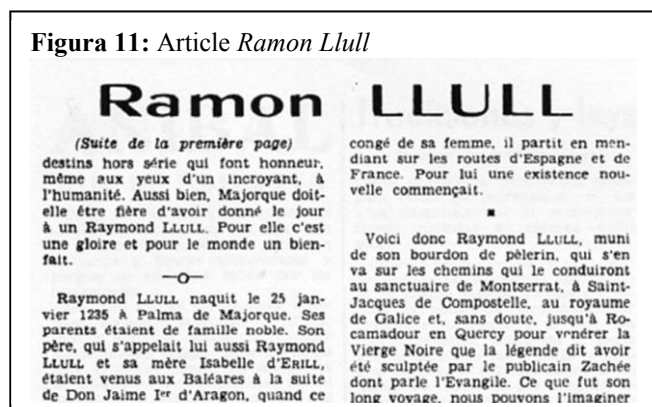 Figura 11: Article Ramon Llull
Ramon LLULL
(Suite de la première page)
destins hors série qui font honneur,
même aux yeux d'un incroyant, à
l'humanité. Aussi bien, Majorque doit-
elle être fière d'avoir donné le jour
à un Raymond LLULL. Pour elle c'est
une gloire et pour le monde un bien-
fait.
Raymond LLULL naquit le 25 jan-
vier 1235 à Palma de Majorque. Ses
parents étaient de famille noble. Son
père, qui s'appelait lui aussi Raymond
LLULL et sa mère Isabelle d'ERILL,
étaient venus aux Baléares à la suite
de Don Jaime Ier d'Aragon, quand ce
congé de sa femme, il partit en men-
diant sur les routes d'Espagne et de
France. Pour lui une existence nou-
velle commençait.
Voici donc Raymond LLULL, muni
de son bourdon de pèlerin, qui s'en
va sur les chemins qui le conduiront
au sanctuaire de Montserrat, à Saint-
Jacques de Compostelle, au royaume
de Galice et, sans doute, jusqu'à Ro-
camadour en Quercy pour vénérer la
Vierge Noire que la légende dit avoir
été sculptée par le publicain Zachée
dont parle l'Evangile. Ce que fut son
long voyage, nous pouvons l'imaginer